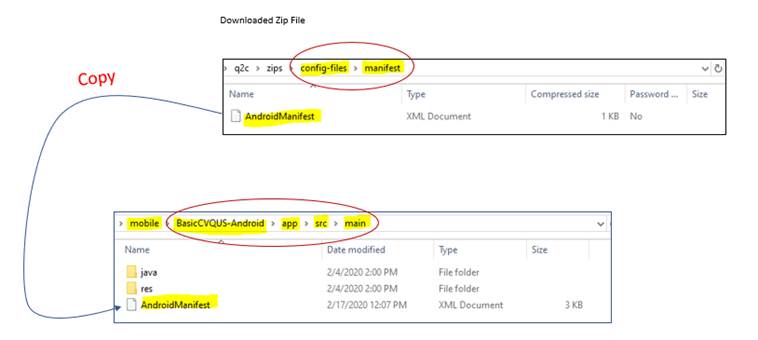 Downloaded Zip File
› q2c › zips › config-files › manifest
Copy
Name Type Compressed size Password ... Size
AndroidManifest XML Document 1 KB No
› mobile › BasicCVQUS-Android › app › src › main
Name Date modified Type Size
java 2/4/2020 2:00 PM File folder
res 2/4/2020 2:00 PM File folder
AndroidManifest 2/17/2020 12:07 PM XML Document 3 KB